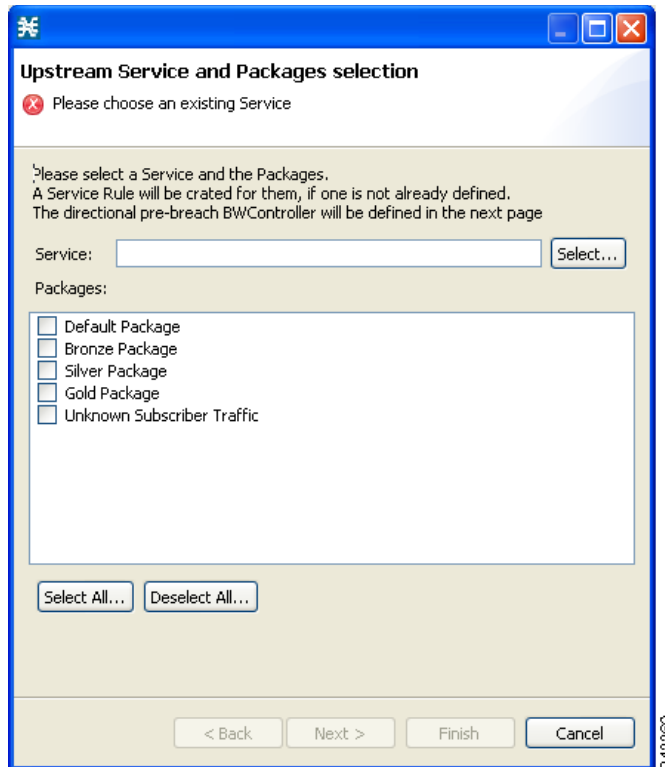 Upstream Service and Packages selection
Please choose an existing Service
Please select a Service and the Packages.
A Service Rule will be crated for them, if one is not already defined.
The directional pre-breach BWController will be defined in the next page
Service:
Select...
Packages:
Default Package
Bronze Package
Silver Package
Gold Package
Unknown Subscriber Traffic
Select All...
Deselect All...
< Back
Next >
Finish
Cancel